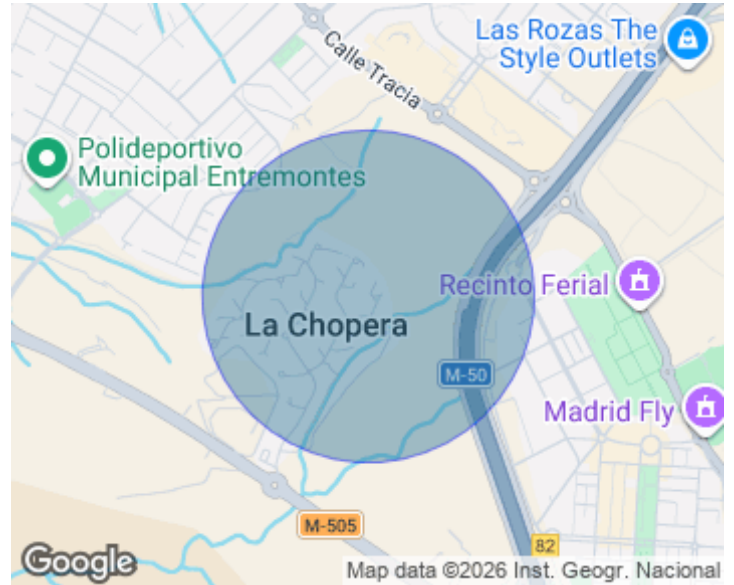 Las Rozas The
Style Outlets
Calle Tracia
Polideportivo
Municipal Entremontes
Recinto Ferial
La Chopera
M-50
Madrid Fly
M-505
82
Google
Map data ©2026 Inst. Geogr. Nacional